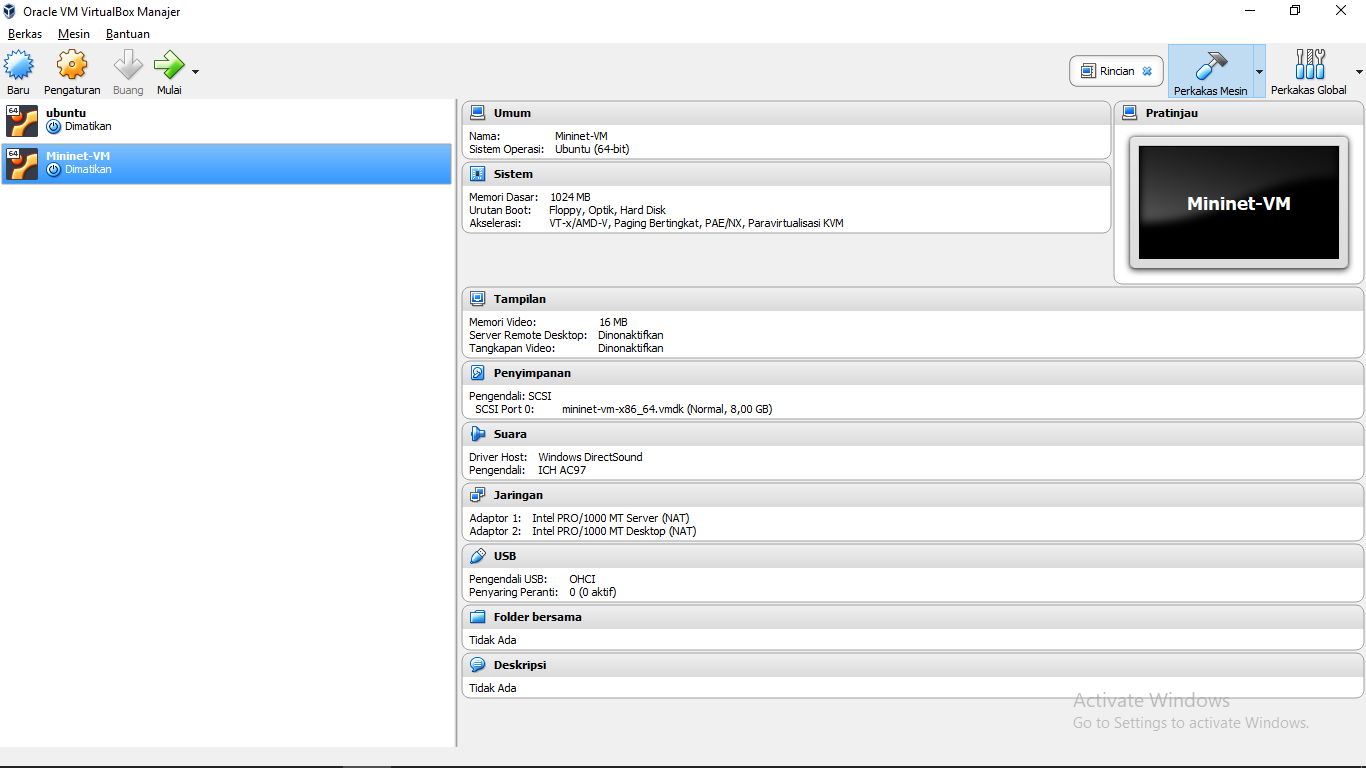 Oracle VM VirtualBox Manajer
Berkas Mesin Bantuan
Baru Pengaturan Buang Mulai
Rincian
Perkakas Mesin
Perkakas Global
64
ubuntu
Dimatikan
64
Mininet-VM
Dimatikan
Umum
Nama: Mininet-VM
Sistem Operasi: Ubuntu (64-bit)
Sistem
Memori Dasar: 1024 MB
Urutan Boot: Floppy, Optik, Hard Disk
Akselerasi: VT-x/AMD-V, Paging Bertingkat, PAE/NX, Paravirtualisasi KVM
Pratinjau
Mininet-VM
Tampilan
Memori Video: 16 MB
Server Remote Desktop: Dinonaktifkan
Tangkapan Video: Dinonaktifkan
Penyimpanan
Pengendali: SCSI
SCSI Port 0: mininet-vm-x86_64.vmdk (Normal, 8,00 GB)
Suara
Driver Host: Windows DirectSound
Pengendali: ICH AC97
Jaringan
Adaptor 1: Intel PRO/1000 MT Server (NAT)
Adaptor 2: Intel PRO/1000 MT Desktop (NAT)
USB
Pengendali USB: OHCI
Penyaring Peranti: 0 (0 aktif)
Folder bersama
Tidak Ada
Deskripsi
Tidak Ada
Activate Windows
Go to Settings to activate Windows.